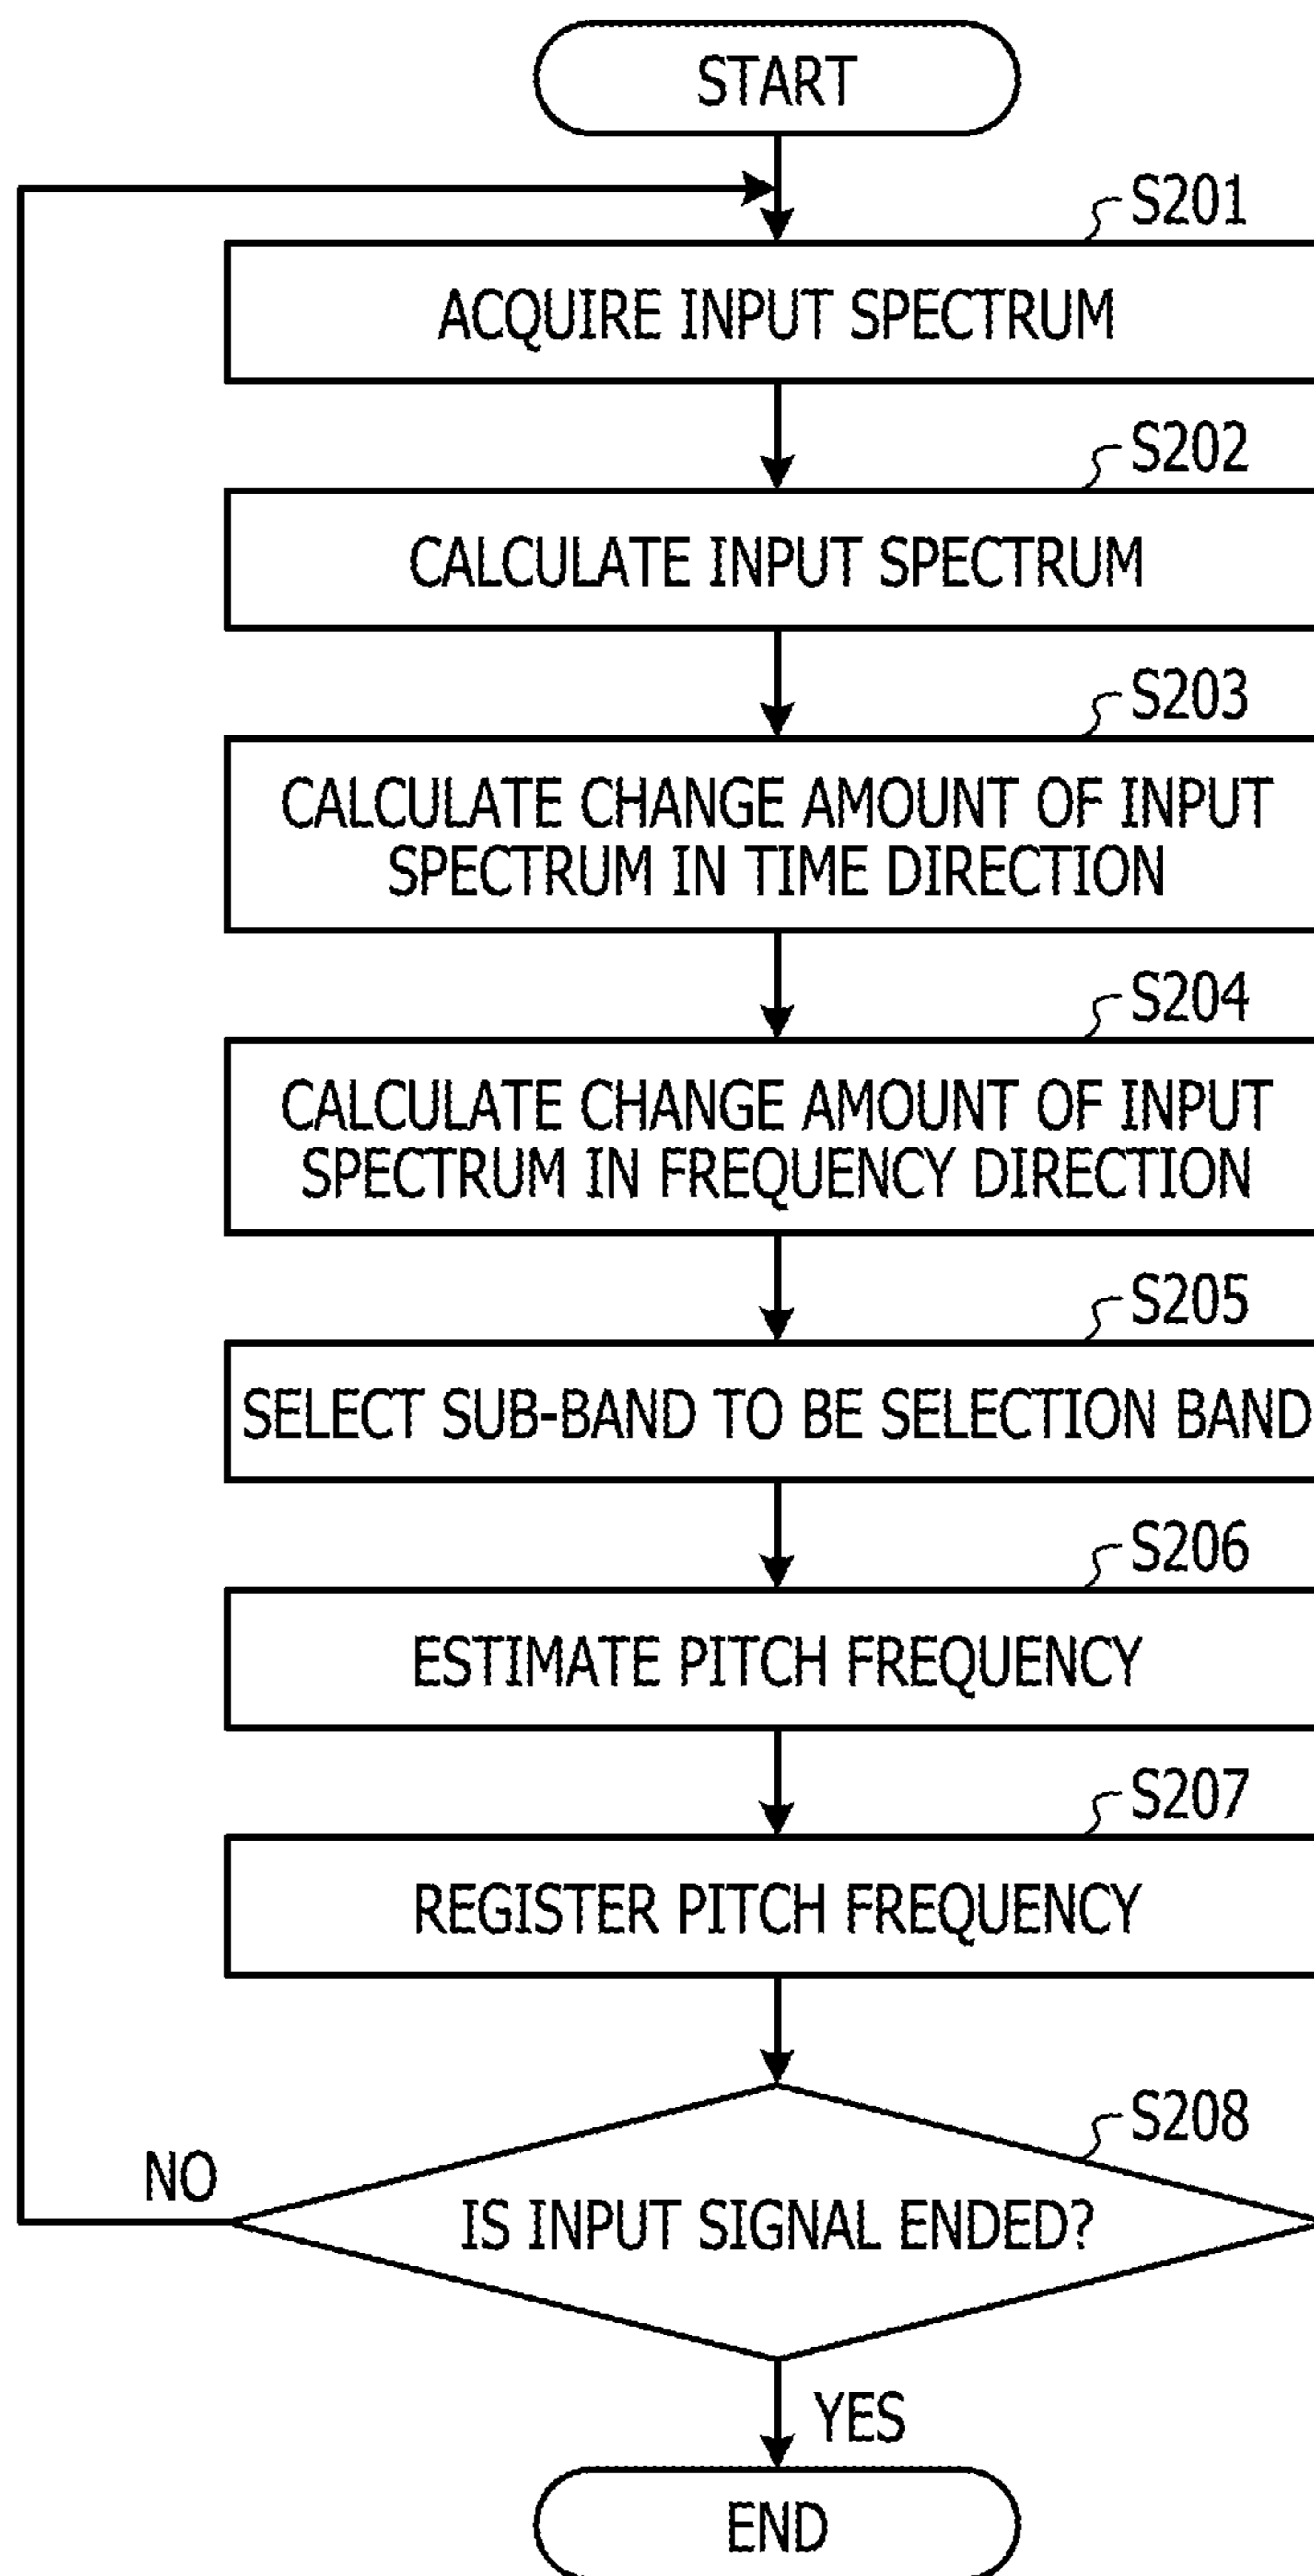 START
S201
ACQUIRE INPUT SPECTRUM
S202
CALCULATE INPUT SPECTRUM
S203
CALCULATE CHANGE AMOUNT OF INPUT
SPECTRUM IN TIME DIRECTION
S204
CALCULATE CHANGE AMOUNT OF INPUT
SPECTRUM IN FREQUENCY DIRECTION
S205
SELECT SUB-BAND TO BE SELECTION BAND
S206
ESTIMATE PITCH FREQUENCY
S207
REGISTER PITCH FREQUENCY
S208
NO
IS INPUT SIGNAL ENDED?
YES
END